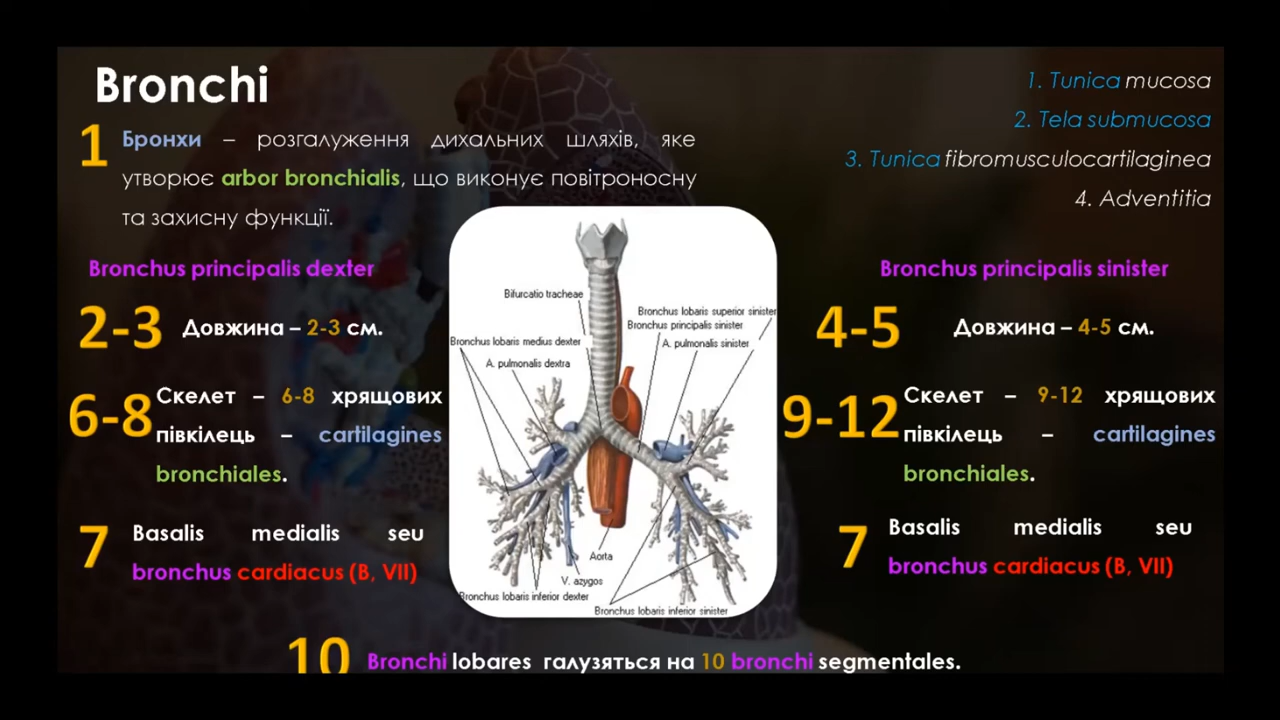 Bronchi
1
Бронхи – розгалуження дихальних шляхів, яке
утворює arbor bronchialis, що виконує повітроносну
та захисну функції.
1. Tunica mucosa
2. Tela submucosa
3. Tunica fibromusculocartilaginea
4. Adventitia
Bronchus principalis dexter
2-3
Довжина – 2-3 см.
6-8
Скелет – 6-8 хрящових
півкілець – cartilagines
bronchiales.
7
Basalis medialis seu
bronchus cardiacus (B, VII)
Bifurcatio tracheae
Bronchus lobaris superior sinister
Bronchus principalis sinister
Bronchus lobaris medius dexter
A. pulmonalis sinister
A. pulmonalis dextra
Aorta
V. azygos
Bronchus lobaris inferior dexter
Bronchus lobaris inferior sinister
Bronchus principalis sinister
4-5
Довжина – 4-5 см.
9-12
Скелет – 9-12 хрящових
півкілець – cartilagines
bronchiales.
7
Basalis medialis seu
bronchus cardiacus (B, VII)
10
Bronchi lobares галузяться на 10 bronchi segmentales.